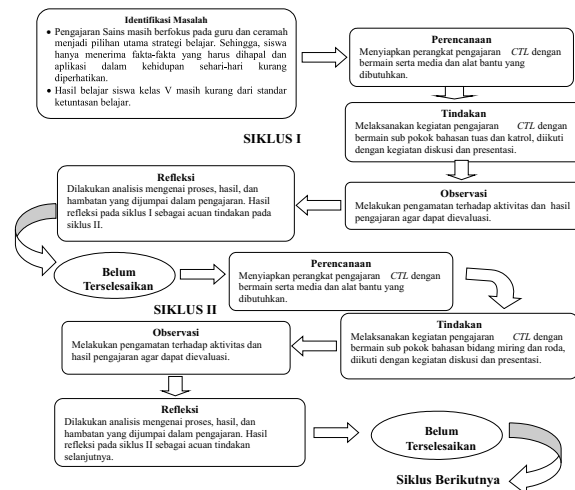 Identifikasi Masalah
• Pengajaran Sains masih berfokus pada guru dan ceramah
menjadi pilihan utama strategi belajar. Sehingga, siswa
hanya menerima fakta-fakta yang harus dihapal dan
aplikasi dalam kehidupan sehari-hari kurang
diperhatikan.
• Hasil belajar siswa kelas V masih kurang dari standar
ketuntasan belajar.
Perencanaan
Menyiapkan perangkat pengajaran CTL dengan
bermain serta media dan alat bantu yang
dibutuhkan.
SIKLUS I
Tindakan
Melaksanakan kegiatan pengajaran CTL dengan
bermain sub pokok bahasan tuas dan katrol, diikuti
dengan kegiatan diskusi dan presentasi.
Observasi
Melakukan pengamatan terhadap aktivitas dan hasil
pengajaran agar dapat dievaluasi.
Refleksi
Dilakukan analisis mengenai proses, hasil, dan
hambatan yang dijumpai dalam pengajaran. Hasil
refleksi pada siklus I sebagai acuan tindakan pada
siklus II.
Belum
Terselesaikan
Perencanaan
Menyiapkan perangkat pengajaran CTL dengan
bermain serta media dan alat bantu yang
dibutuhkan.
SIKLUS II
Tindakan
Melaksanakan kegiatan pengajaran CTL dengan
bermain sub pokok bahasan bidang miring dan roda,
diikuti dengan kegiatan diskusi dan presentasi.
Observasi
Melakukan pengamatan terhadap aktivitas dan
hasil pengajaran agar dapat dievaluasi.
Refleksi
Dilakukan analisis mengenai proses, hasil, dan
hambatan yang dijumpai dalam pengajaran. Hasil
refleksi pada siklus II sebagai acuan tindakan
selanjutnya.
Belum
Terselesaikan
Siklus Berikutnya